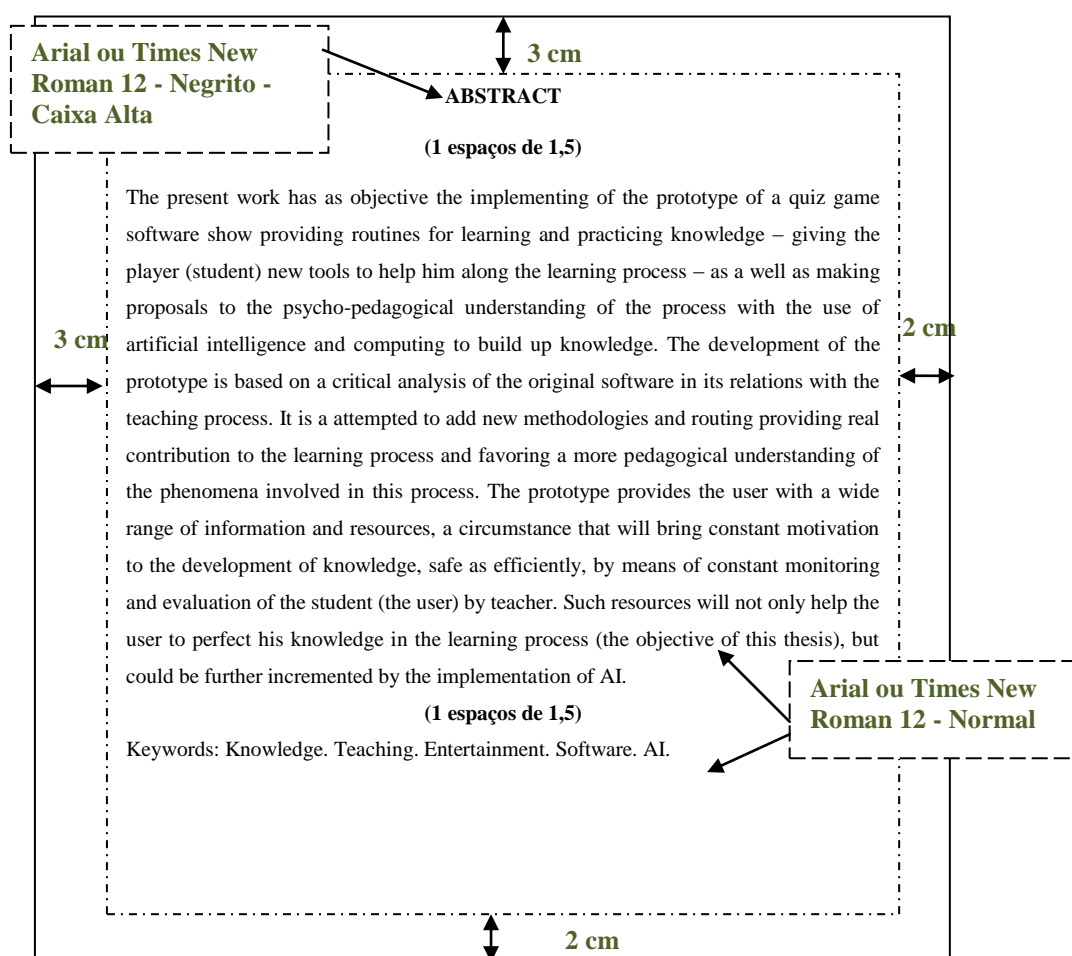 Arial ou Times New
Roman 12 - Negrito -
Caixa Alta
3 cm
ABSTRACT
(1 espaços de 1,5)
The present work has as objective the implementing of the prototype of a quiz game
software show providing routines for learning and practicing knowledge – giving the
player (student) new tools to help him along the learning process – as a well as making
proposals to the psycho-pedagogical understanding of the process with the use of
artificial intelligence and computing to build up knowledge. The development of the
prototype is based on a critical analysis of the original software in its relations with the
teaching process. It is a attempted to add new methodologies and routing providing real
contribution to the learning process and favoring a more pedagogical understanding of
the phenomena involved in this process. The prototype provides the user with a wide
range of information and resources, a circumstance that will bring constant motivation
to the development of knowledge, safe as efficiently, by means of constant monitoring
and evaluation of the student (the user) by teacher. Such resources will not only help the
user to perfect his knowledge in the learning process (the objective of this thesis), but
could be further incremented by the implementation of AI.
(1 espaços de 1,5)
Keywords: Knowledge. Teaching. Entertainment. Software. AI.
3 cm
2 cm
Arial ou Times New
Roman 12 - Normal
2 cm